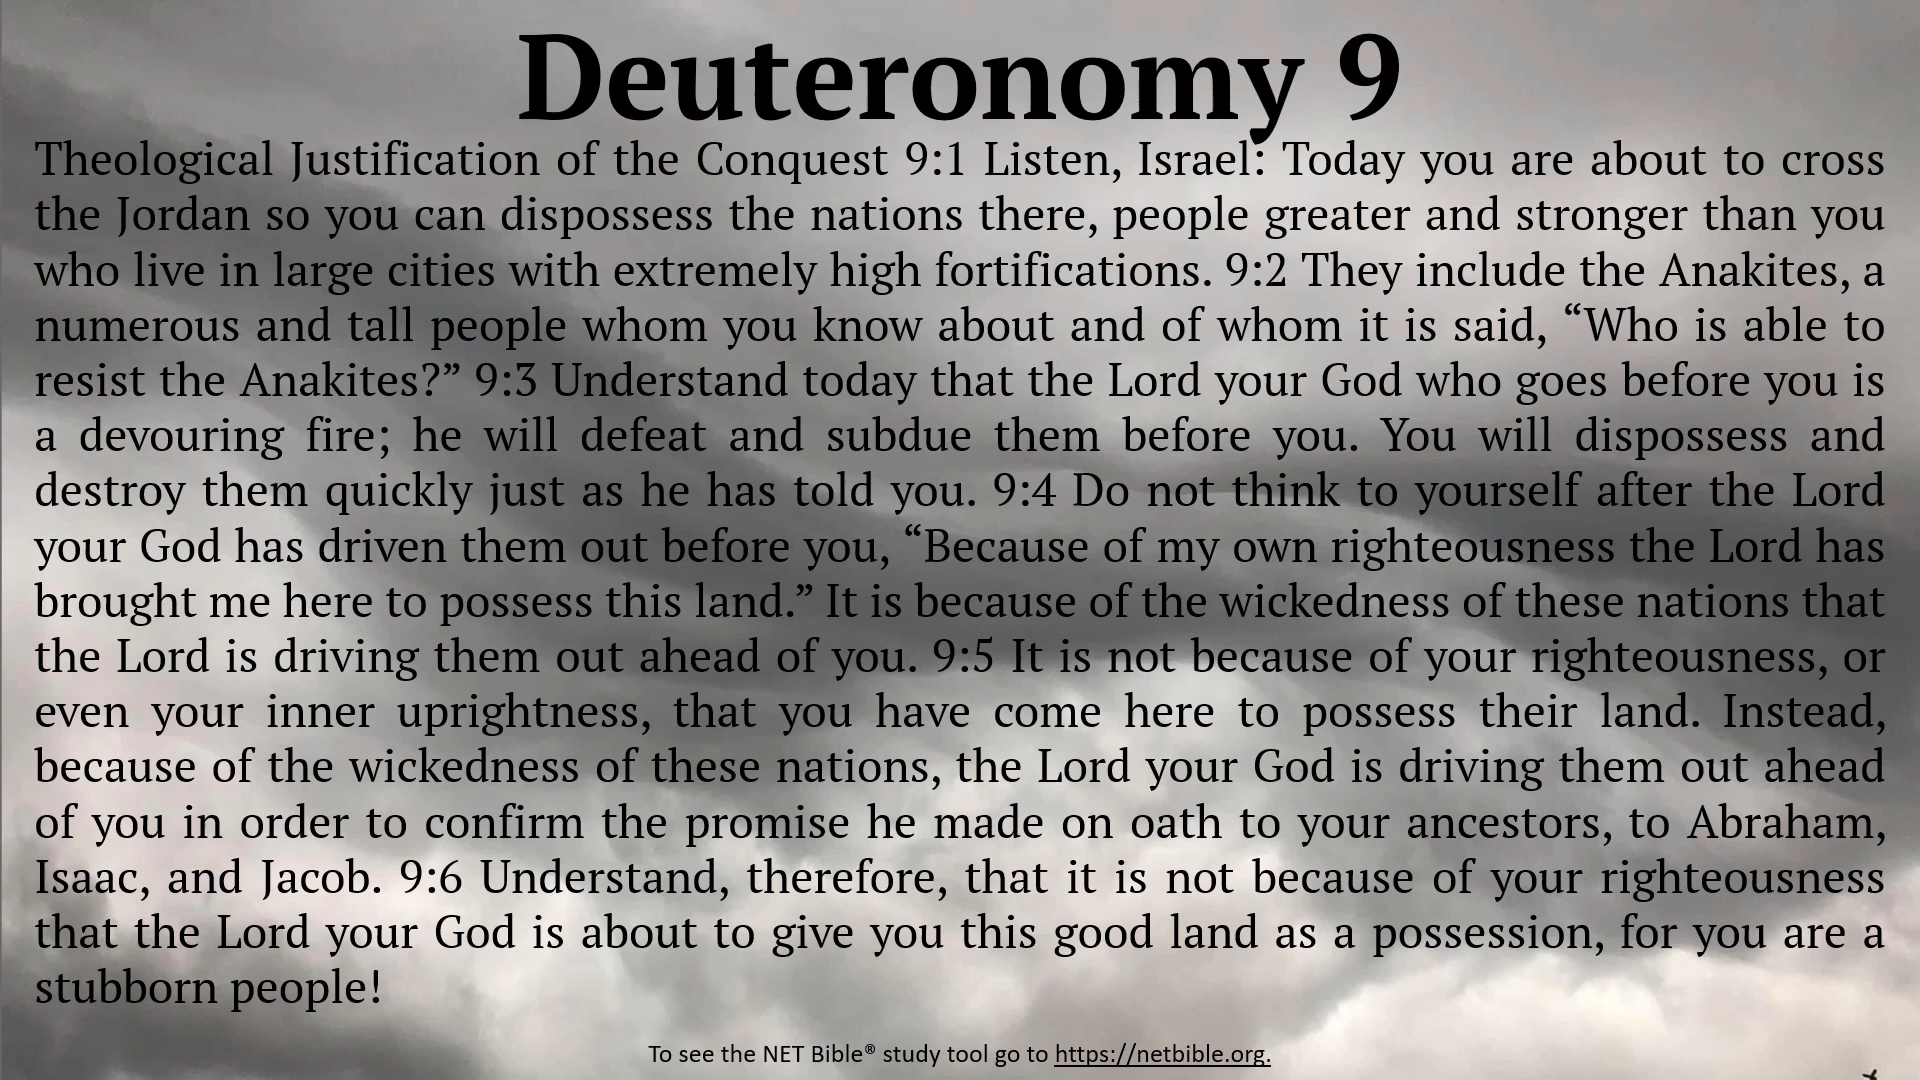 Deuteronomy 9
Theological Justification of the Conquest 9:1 Listen, Israel: Today you are about to cross
the Jordan so you can dispossess the nations there, people greater and stronger than you
who live in large cities with extremely high fortifications. 9:2 They include the Anakites, a
numerous and tall people whom you know about and of whom it is said, “Who is able to
resist the Anakites?” 9:3 Understand today that the Lord your God who goes before you is
a devouring fire; he will defeat and subdue them before you. You will dispossess and
destroy them quickly just as he has told you. 9:4 Do not think to yourself after the Lord
your God has driven them out before you, “Because of my own righteousness the Lord has
brought me here to possess this land.” It is because of the wickedness of these nations that
the Lord is driving them out ahead of you. 9:5 It is not because of your righteousness, or
even your inner uprightness, that you have come here to possess their land. Instead,
because of the wickedness of these nations, the Lord your God is driving them out ahead
of you in order to confirm the promise he made on oath to your ancestors, to Abraham,
Isaac, and Jacob. 9:6 Understand, therefore, that it is not because of your righteousness
that the Lord your God is about to give you this good land as a possession, for you are a
stubborn people!
To see the NET Bible® study tool go to https://netbible.org.